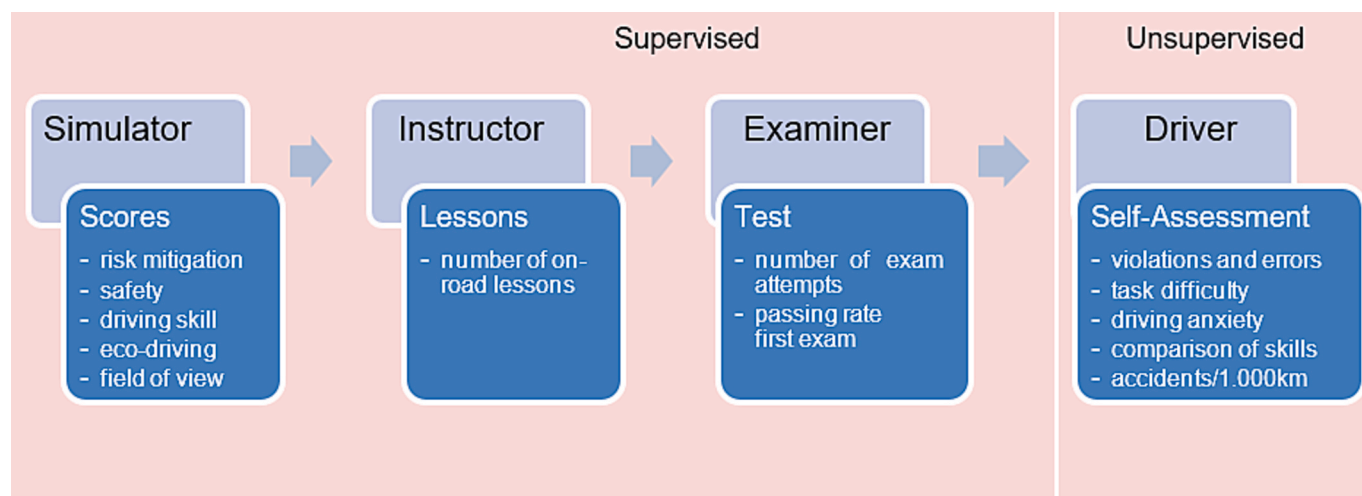 Supervised
Unsupervised
Simulator
Scores
- risk mitigation
- safety
- driving skill
- eco-driving
- field of view
Instructor
Lessons
- number of on-
road lessons
Examiner
Test
- number of exam
attempts
- passing rate
first exam
Driver
Self-Assessment
- violations and errors
- task difficulty
- driving anxiety
- comparison of skills
- accidents/1.000km